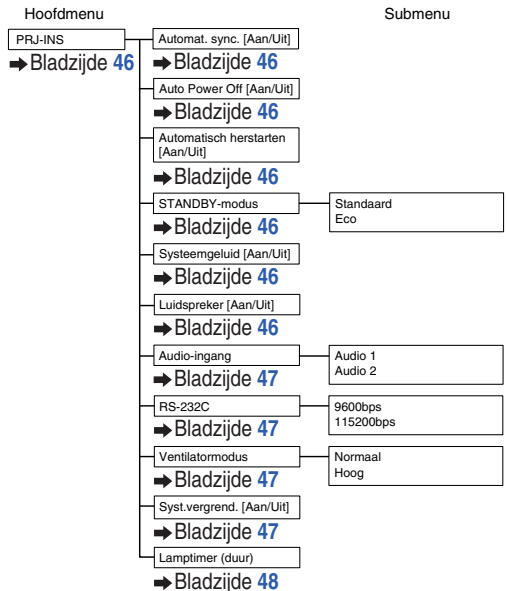 Hoofdmenu Submenu
PRJ-INS
➡Bladzijde 46
Automat. sync. [Aan/Uit]
➡Bladzijde 46
Auto Power Off [Aan/Uit]
➡Bladzijde 46
Automatisch herstarten
[Aan/Uit]
➡Bladzijde 46
STANDBY-modus
➡Bladzijde 46
Standaard
Eco
Systeemgeluid [Aan/Uit]
➡Bladzijde 46
Luidspreker [Aan/Uit]
➡Bladzijde 46
Audio-ingang
➡Bladzijde 47
Audio 1
Audio 2
RS-232C
➡Bladzijde 47
9600bps
115200bps
Ventilatormodus
➡Bladzijde 47
Normaal
Hoog
Syst.vergrend. [Aan/Uit]
➡Bladzijde 47
Lamptimer (duur)
➡Bladzijde 48